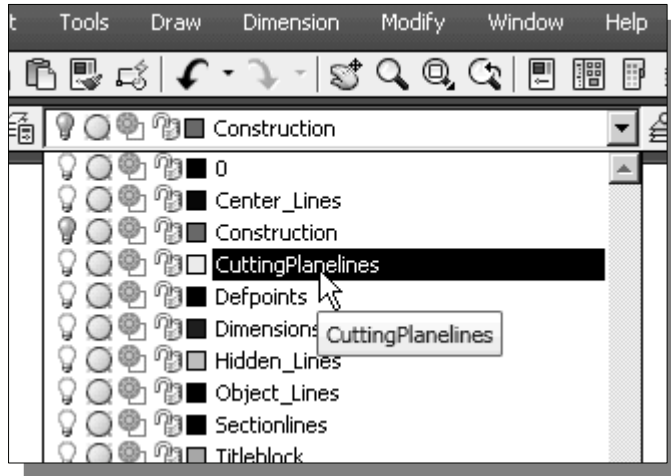 Tools Draw Dimension Modify Window Help
Construction
0
Center_Lines
Construction
CuttingPlanelines
Defpoints
Dimensions
CuttingPlanelines
Hidden_Lines
Object_Lines
Sectionlines
Titleblock